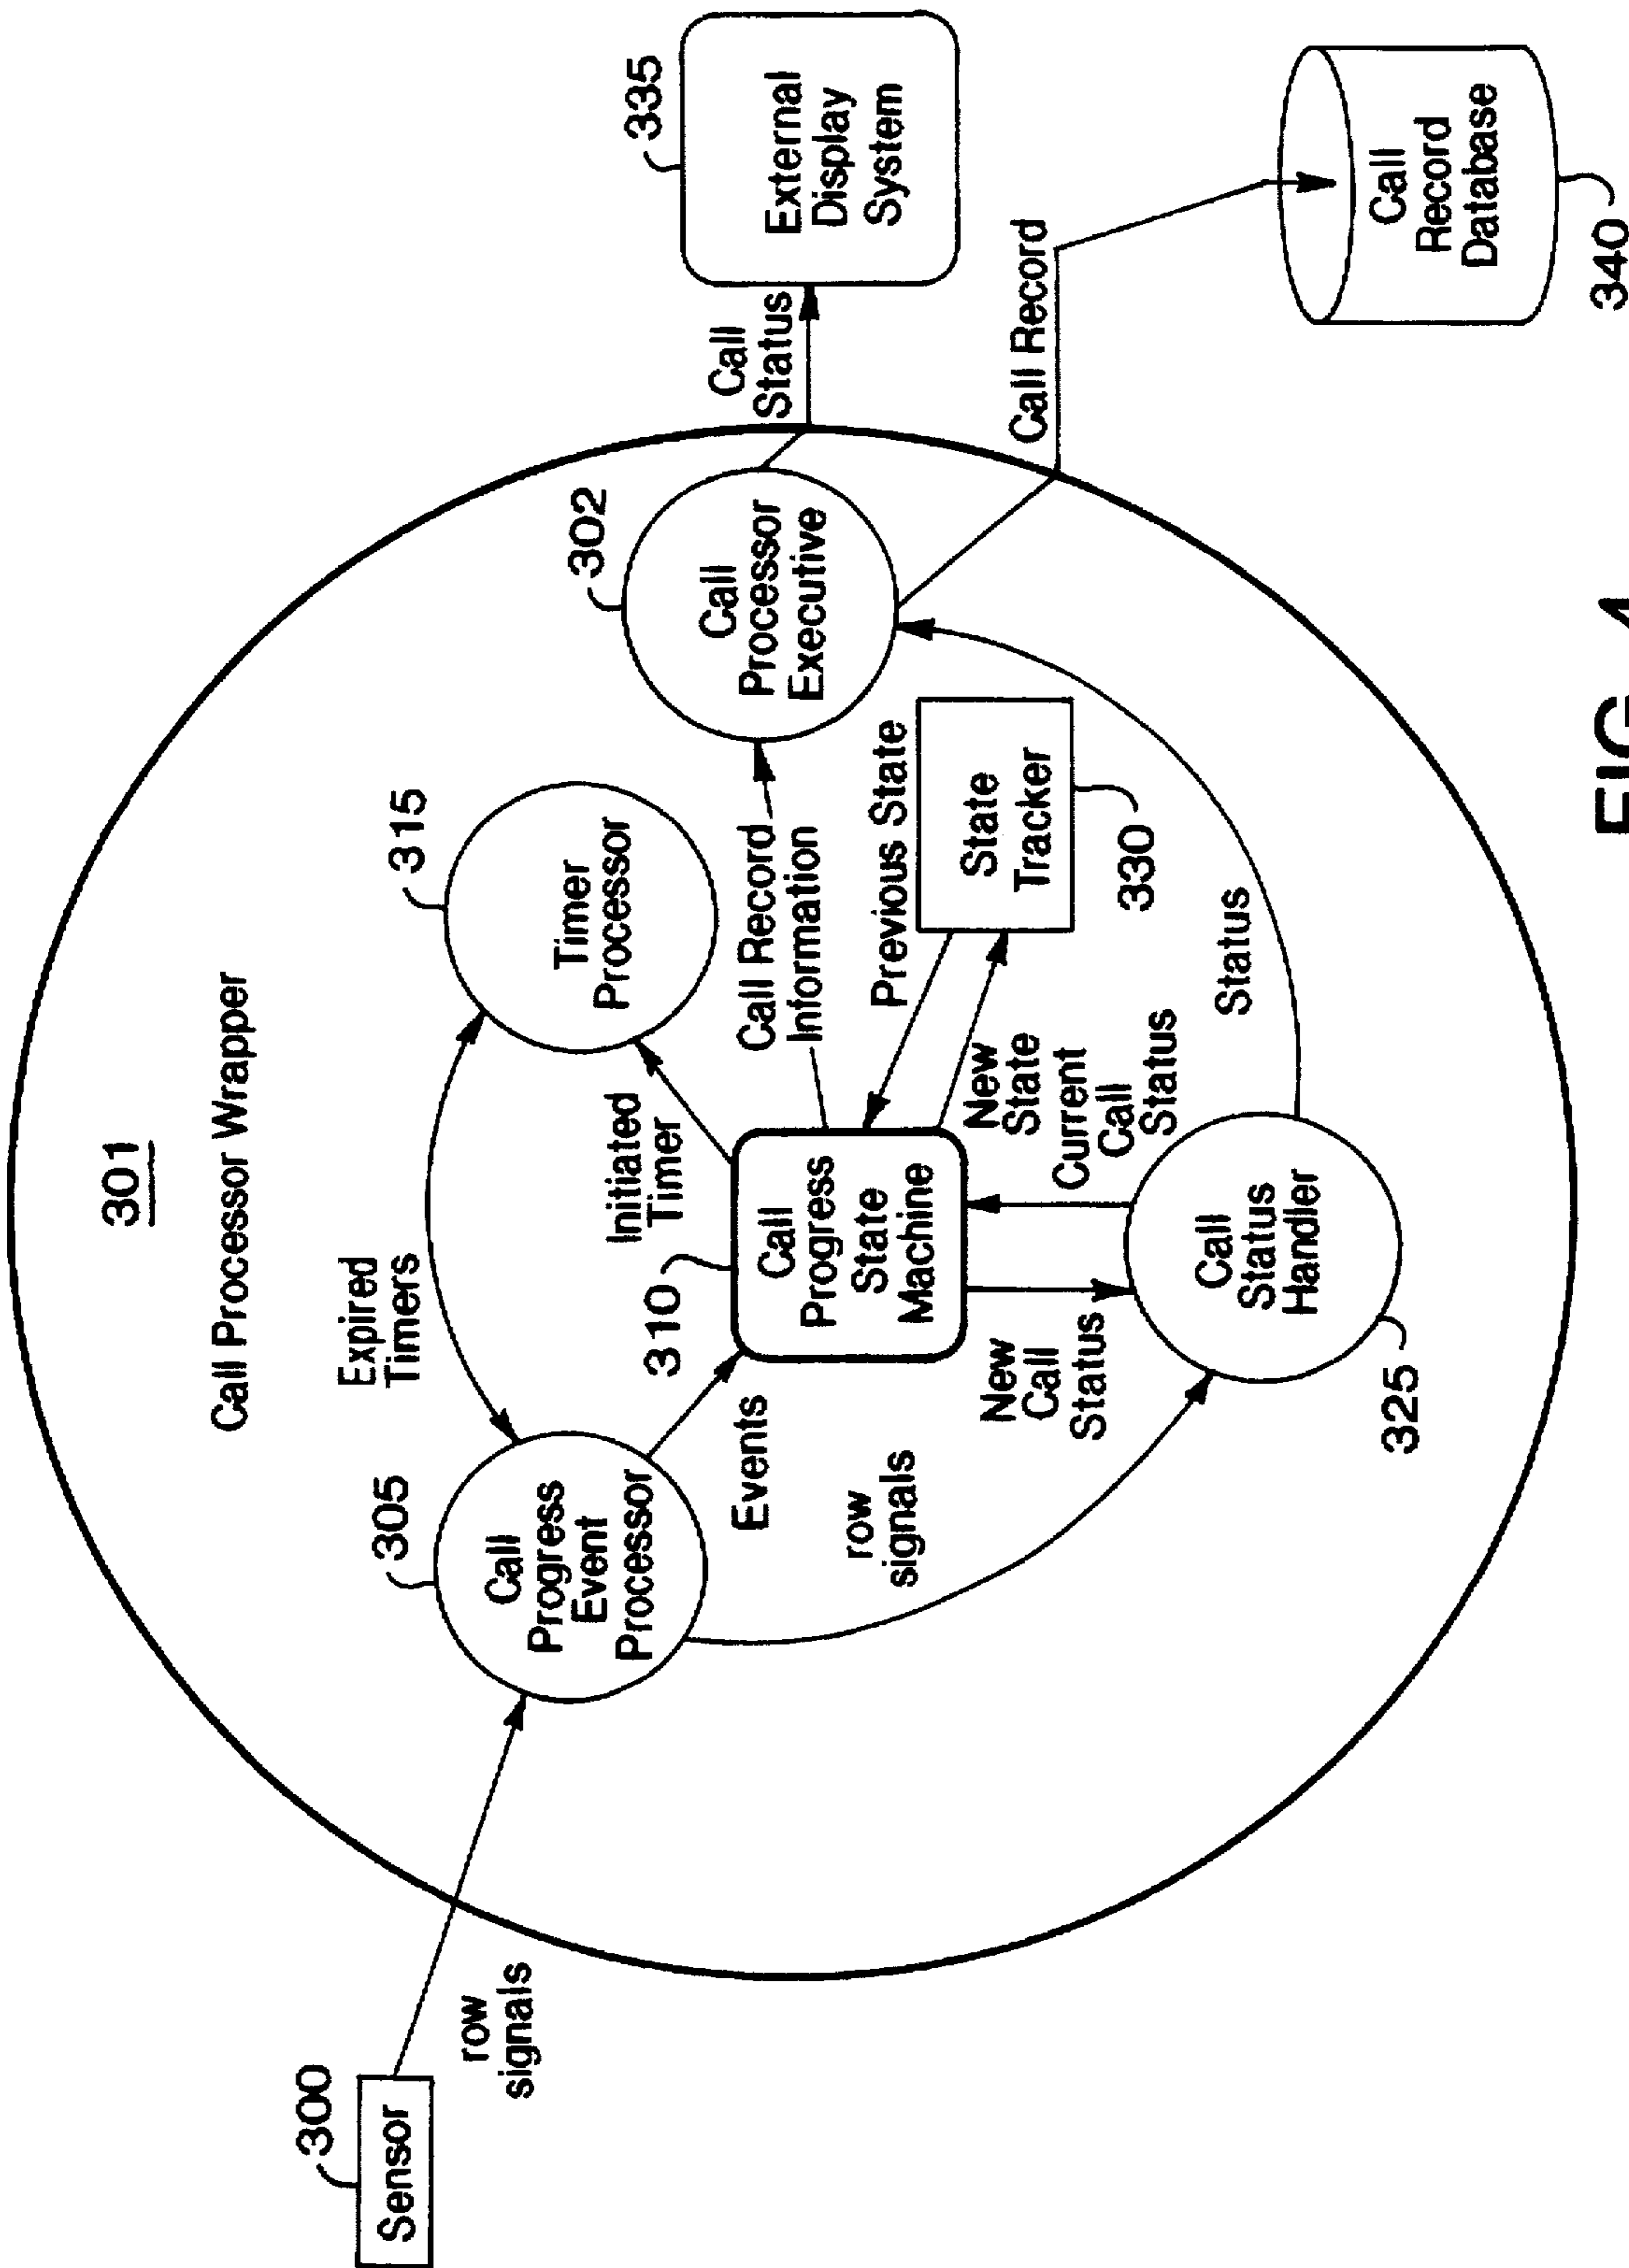 301
Call Processor Wrapper
300
Sensor
row
signals
305
Call
Progress
Event
Processor
Expired
Timers
315
Timer
Processor
Events
310
Call
Progress
State
Machine
Initiated
Timer
Call Record
Information
302
Call
Processor
Executive
Call
Status
335
External
Display
System
row
signals
New
Call
Status
Current
Call
Status
New
State
Previous State
State
Tracker
330
325
Call
Status
Handler
Status
Call Record
Call
Record
Database
340